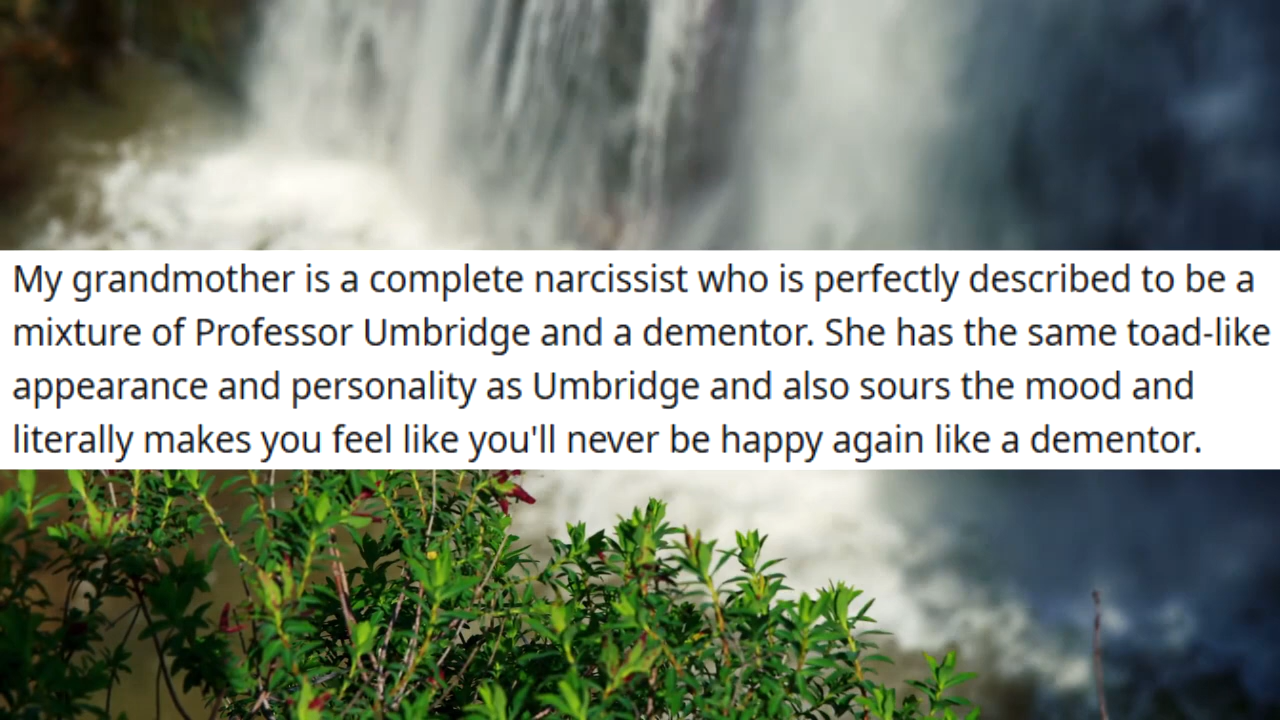 My grandmother is a complete narcissist who is perfectly described to be a
mixture of Professor Umbridge and a dementor. She has the same toad-like
appearance and personality as Umbridge and also sours the mood and
literally makes you feel like you'll never be happy again like a dementor.